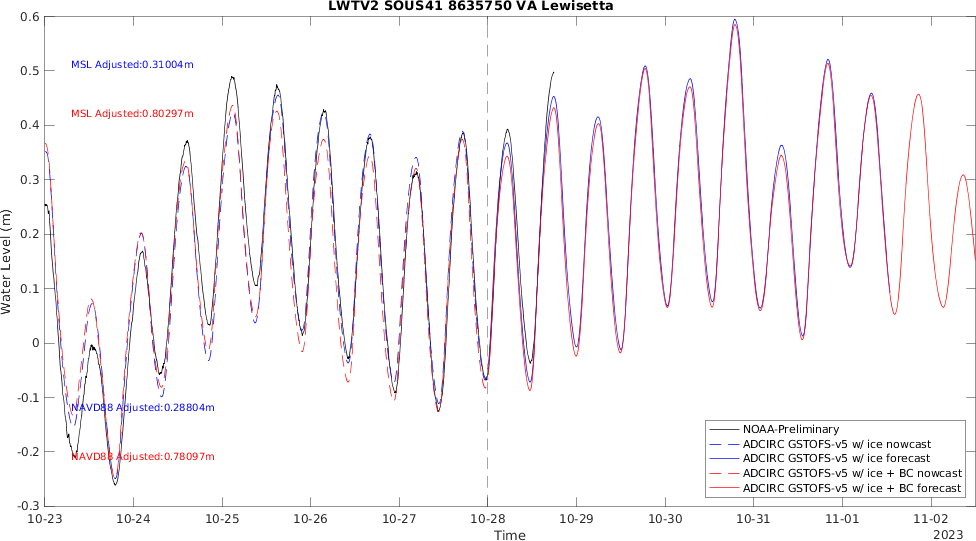 LWTV2 SOUS41 8635750 VA Lewisetta
0.6
0.5
0.4
0.3
0.2
0.1
0
-0.1
-0.2
-0.3
Water Level (m)
MSL Adjusted:0.31004m
MSL Adjusted:0.80297m
NAVD88 Adjusted:0.28804m
NAVD88 Adjusted:0.78097m
NOAA-Preliminary
ADCIRC GSTOFS-v5 w/ ice nowcast
ADCIRC GSTOFS-v5 w/ ice forecast
ADCIRC GSTOFS-v5 w/ ice + BC nowcast
ADCIRC GSTOFS-v5 w/ ice + BC forecast
10-23 10-24 10-25 10-26 10-27 10-28 10-29 10-30 10-31 11-01 11-02
Time
2023